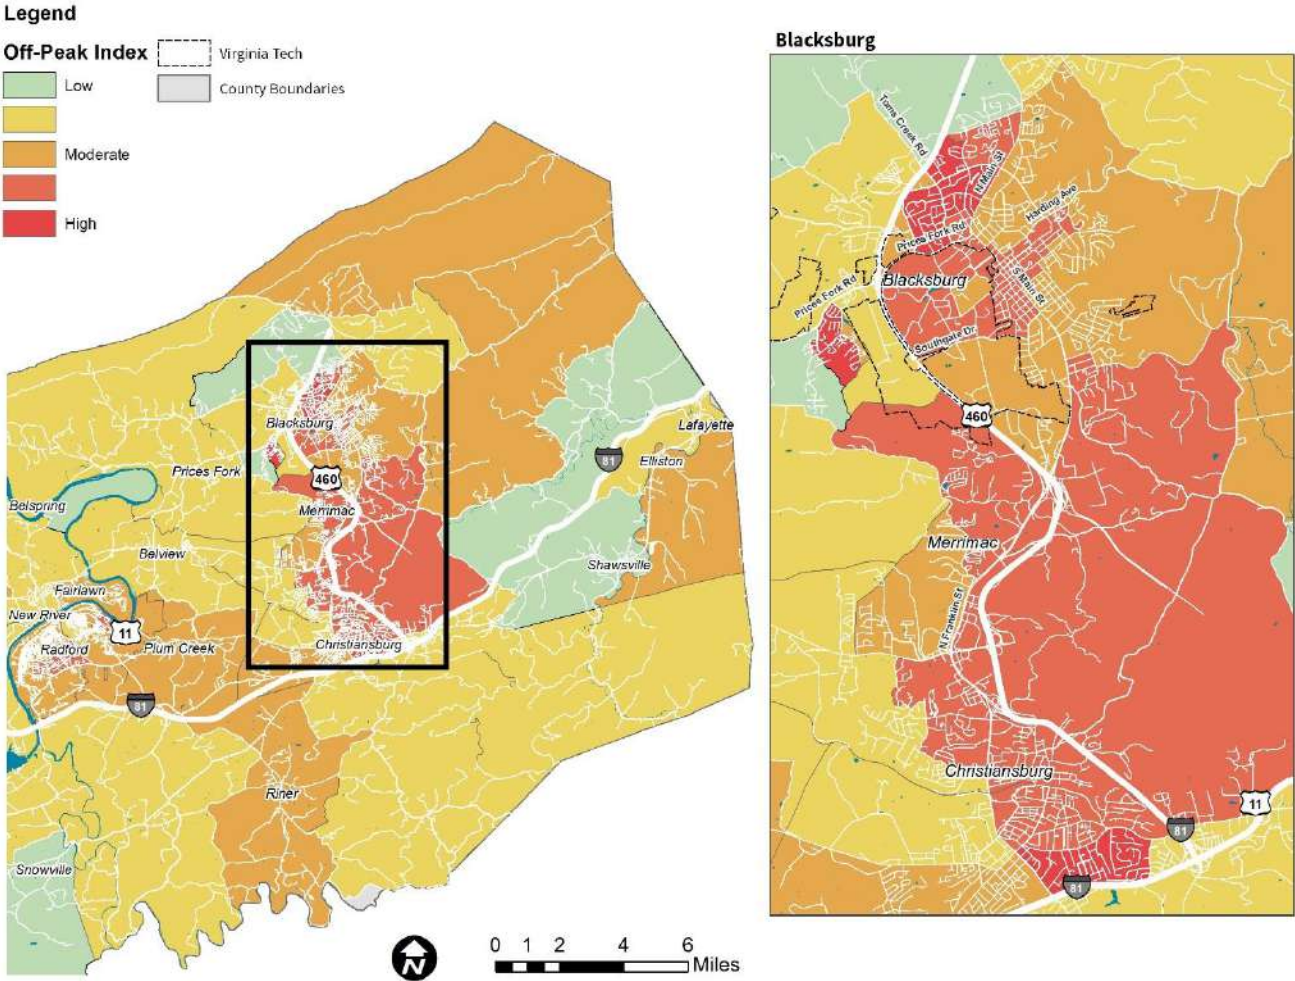 Legend
Off-Peak Index
Low
Moderate
High
Virginia Tech
County Boundaries
Blacksburg
Prices Fork
460
Merrimac
Belspring
Belview
Fairlawn
New River
11
Radford
Plum Creek
Christiansburg
81
Riner
Snowville
Lafayette
81
Elliston
Shawsville
N
0 1 2 4 6
Miles
Blacksburg
Toms Creek Rd
N Main St
Harding Ave
Prices Fork Rd
Blacksburg
S Main St
Prices Fork Rd
Southgate Dr
460
Merrimac
N Franklin St
Christiansburg
11
81
81